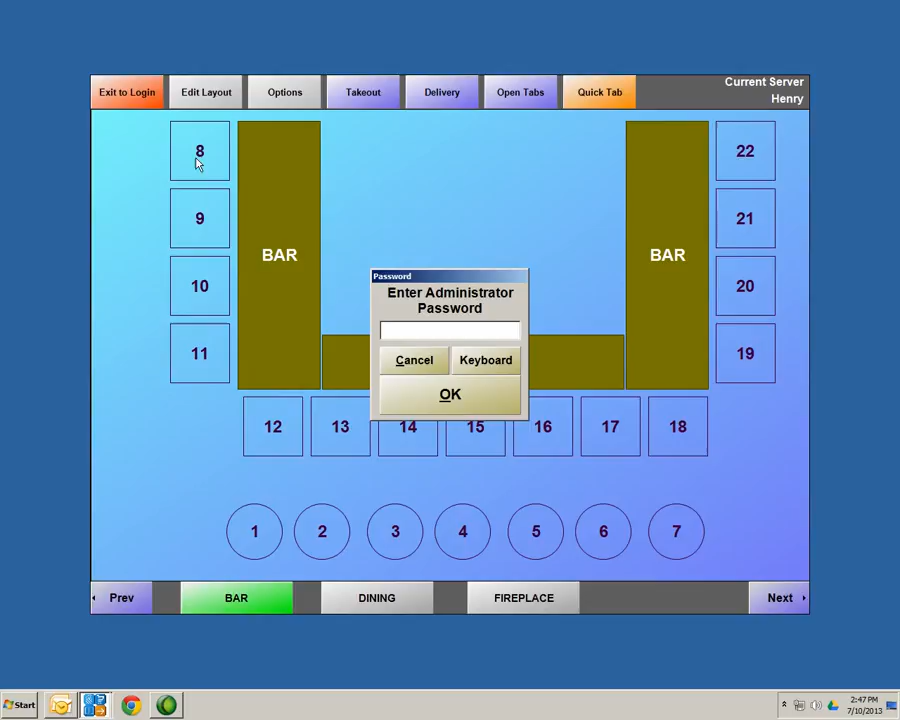 Exit to Login
Edit Layout
Options
Takeout
Delivery
Open Tabs
Quick Tab
Current Server
Henry
8
22
9
21
BAR
BAR
Password
Enter Administrator
Password
10
20
11
19
Cancel
Keyboard
OK
12
13
14
15
16
17
18
1
2
3
4
5
6
7
Prev
BAR
DINING
FIREPLACE
Next
Start
2:47 PM
7/10/2013